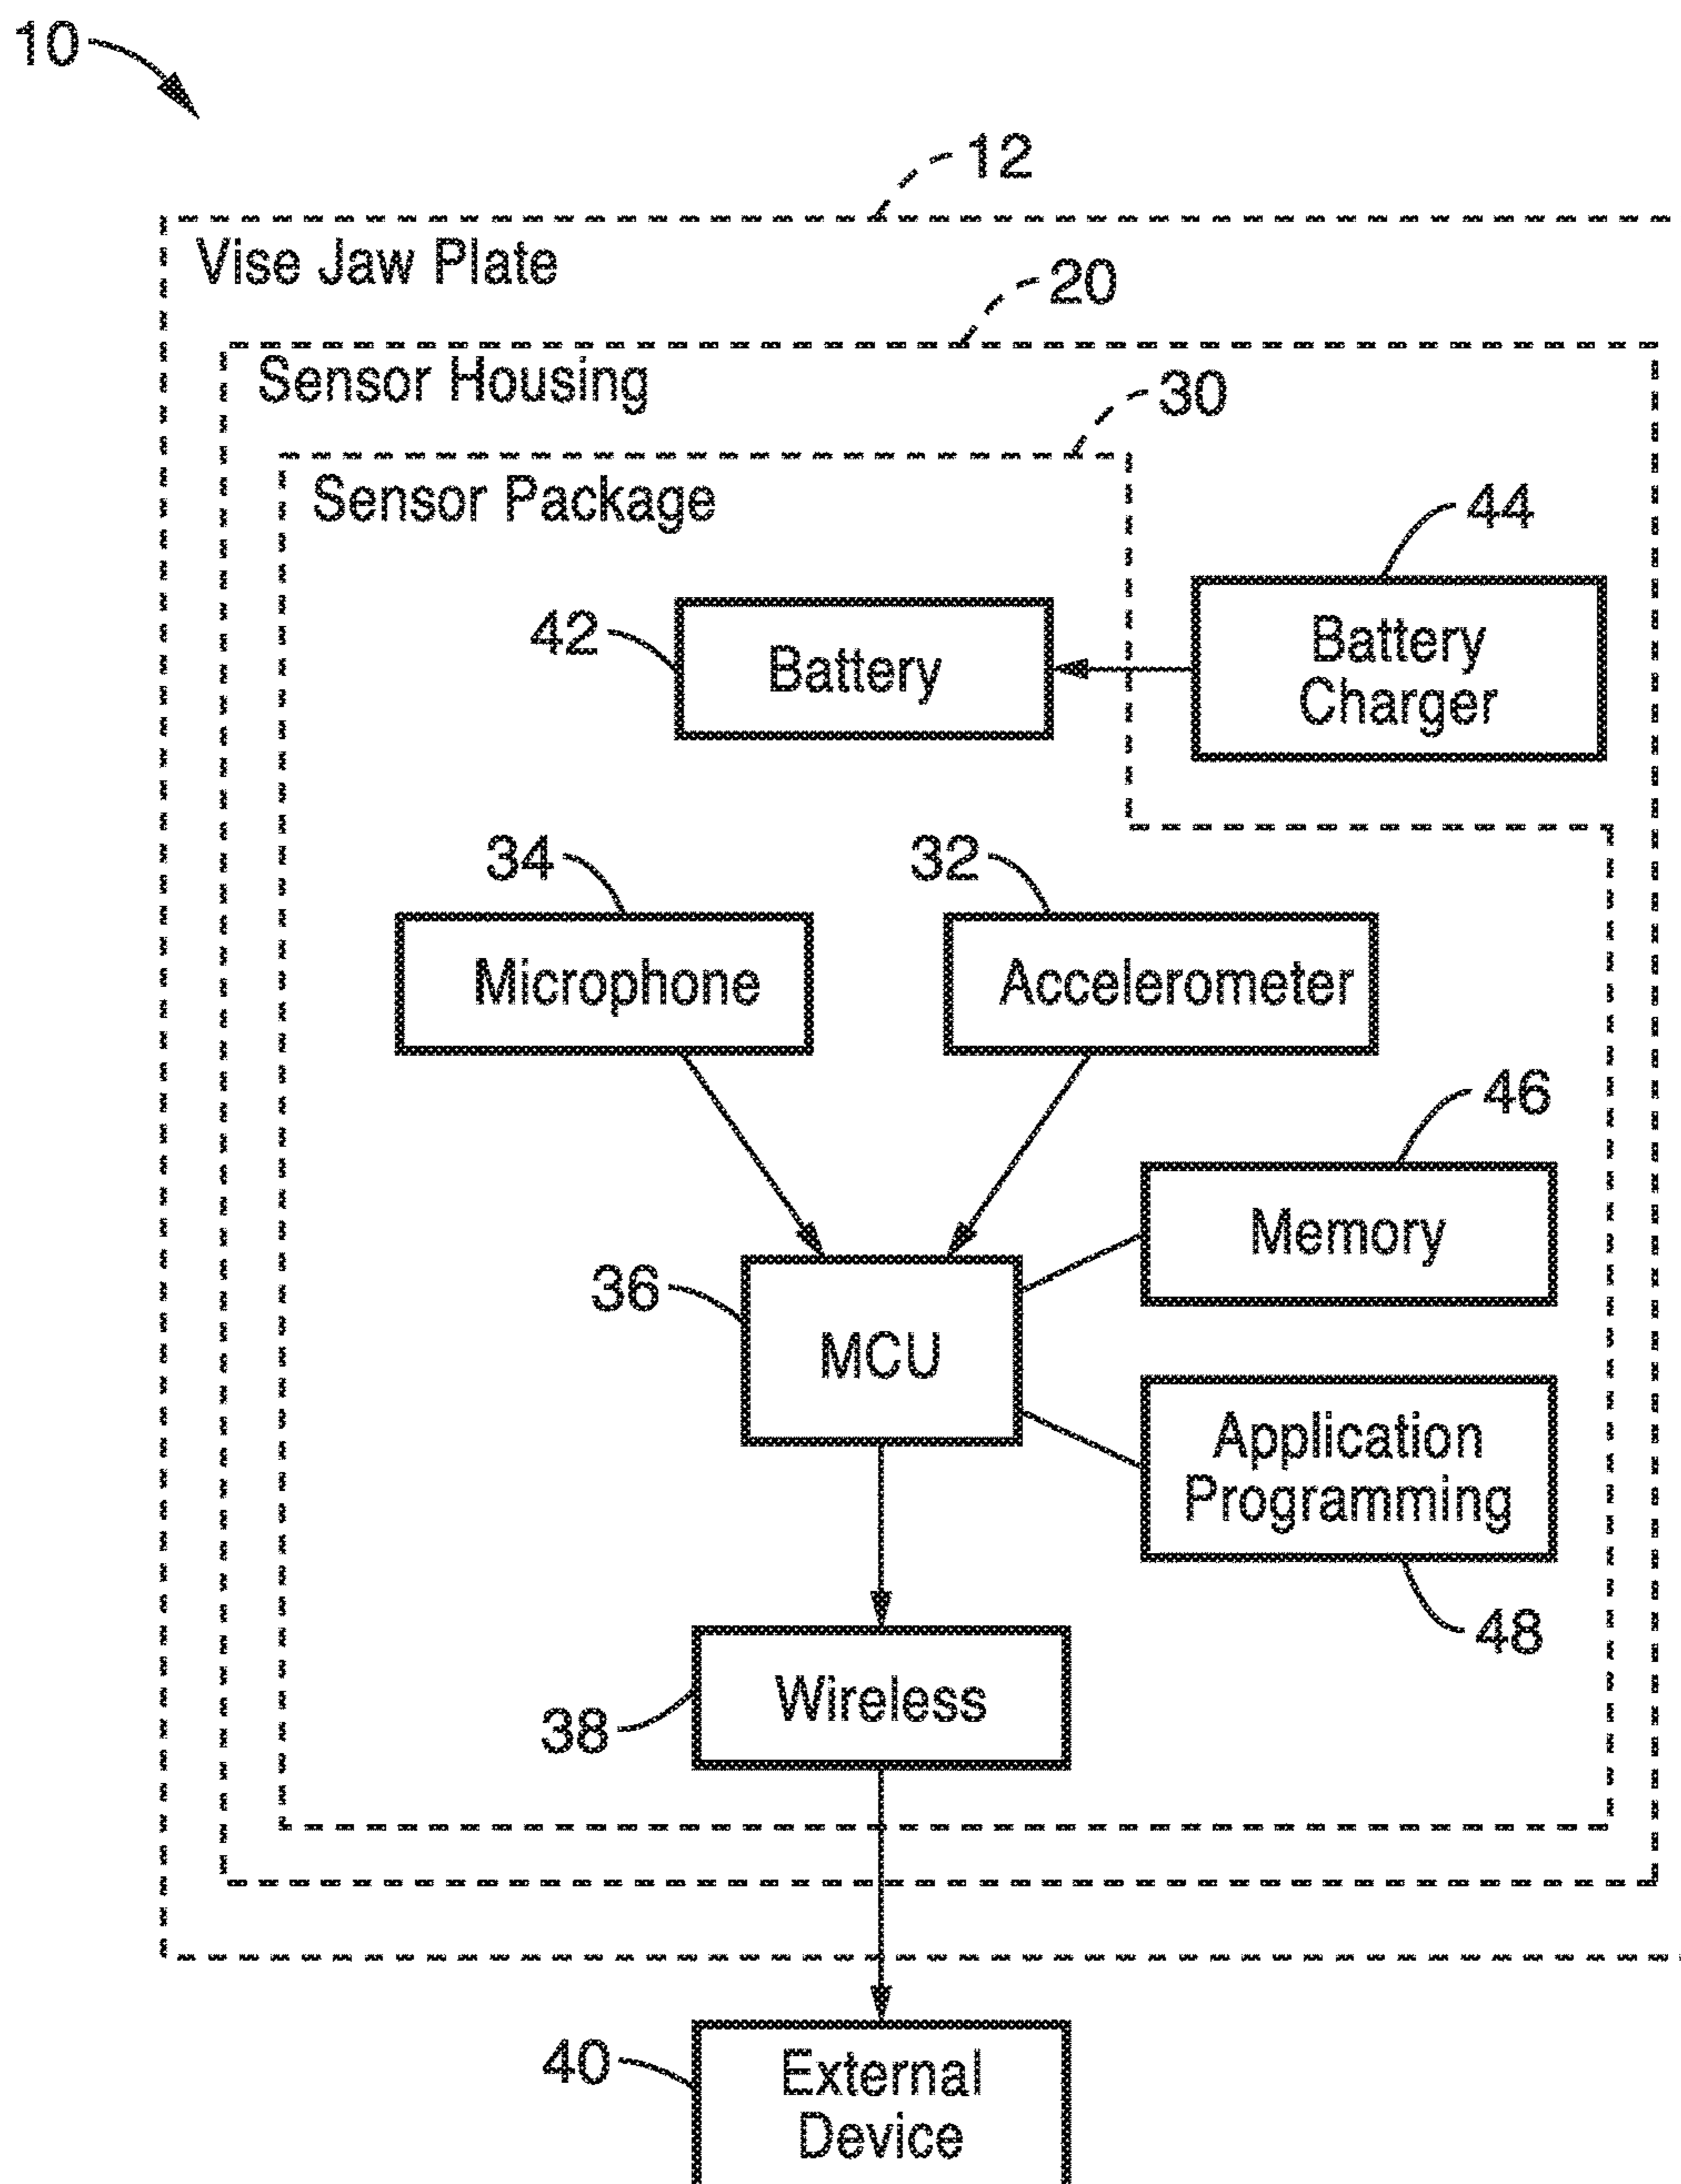 10
12
Vise Jaw Plate
20
Sensor Housing
30
Sensor Package
44
42
Battery
Battery
Charger
34
32
Microphone
Accelerometer
46
Memory
36
MCU
Application
Programming
48
Wireless
38
40
External
Device